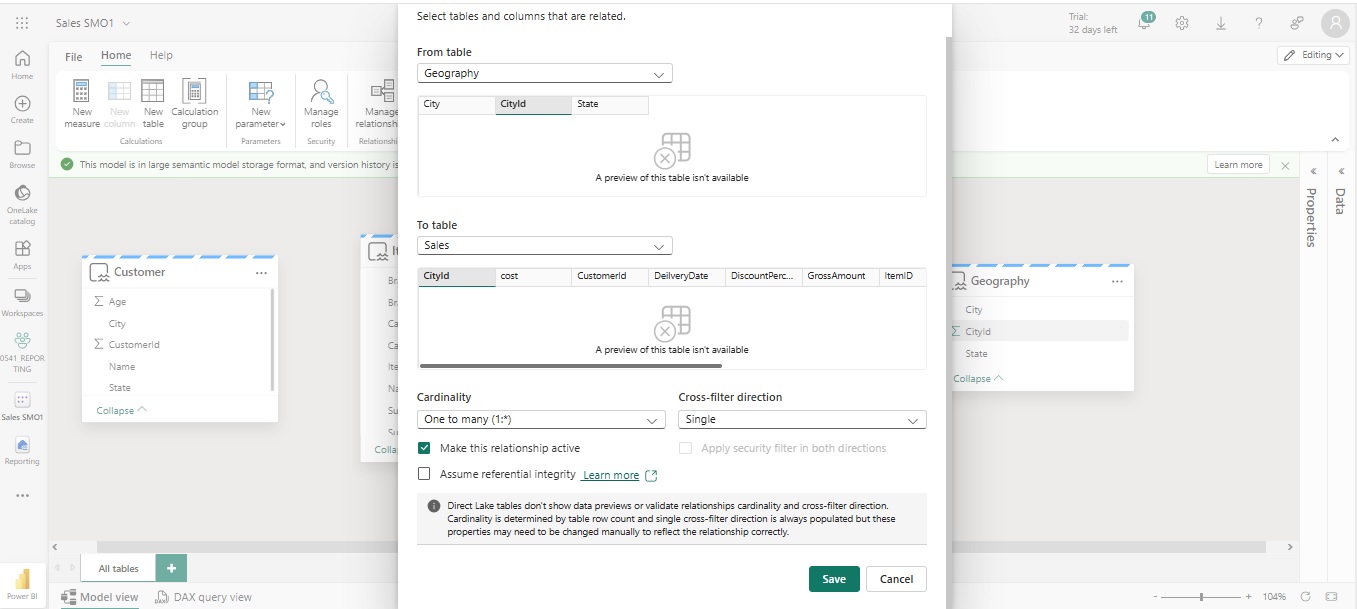 Sales SMO1
Trial:
32 days left
11
Home
Create
Browse
OneLake
catalog
Apps
Workspaces
0541_REPOR
TING
Sales SMO1
Reporting
Power BI
File
Home
Help
Editing
New
measure
New
column
New
table
Calculation
group
Calculations
New
parameter
Parameters
Manage
roles
Security
Manage
relationsh
Relationshi
This model is in large semantic model storage format, and version history is
Learn more
Customer
Age
City
CustomerId
Name
State
Collapse
It
Br
Br
Ca
Ca
Ite
Na
Su
Colla
Select tables and columns that are related.
From table
Geography
City CityId State
A preview of this table isn't available
To table
Sales
CityId cost CustomerId DeliveryDate DiscountPerc... GrossAmount ItemID
A preview of this table isn't available
Cardinality
One to many (1:*)
Cross-filter direction
Single
Make this relationship active
Apply security filter in both directions
Assume referential integrity Learn more
Direct Lake tables don't show data previews or validate relationships cardinality and cross-filter direction.
Cardinality is determined by table row count and single cross-filter direction is always populated but these
properties may need to be changed manually to reflect the relationship correctly.
Save
Cancel
Geography
City
CityId
State
Collapse
Properties
Data
All tables
+
Model view
DAX query view
- + 104%